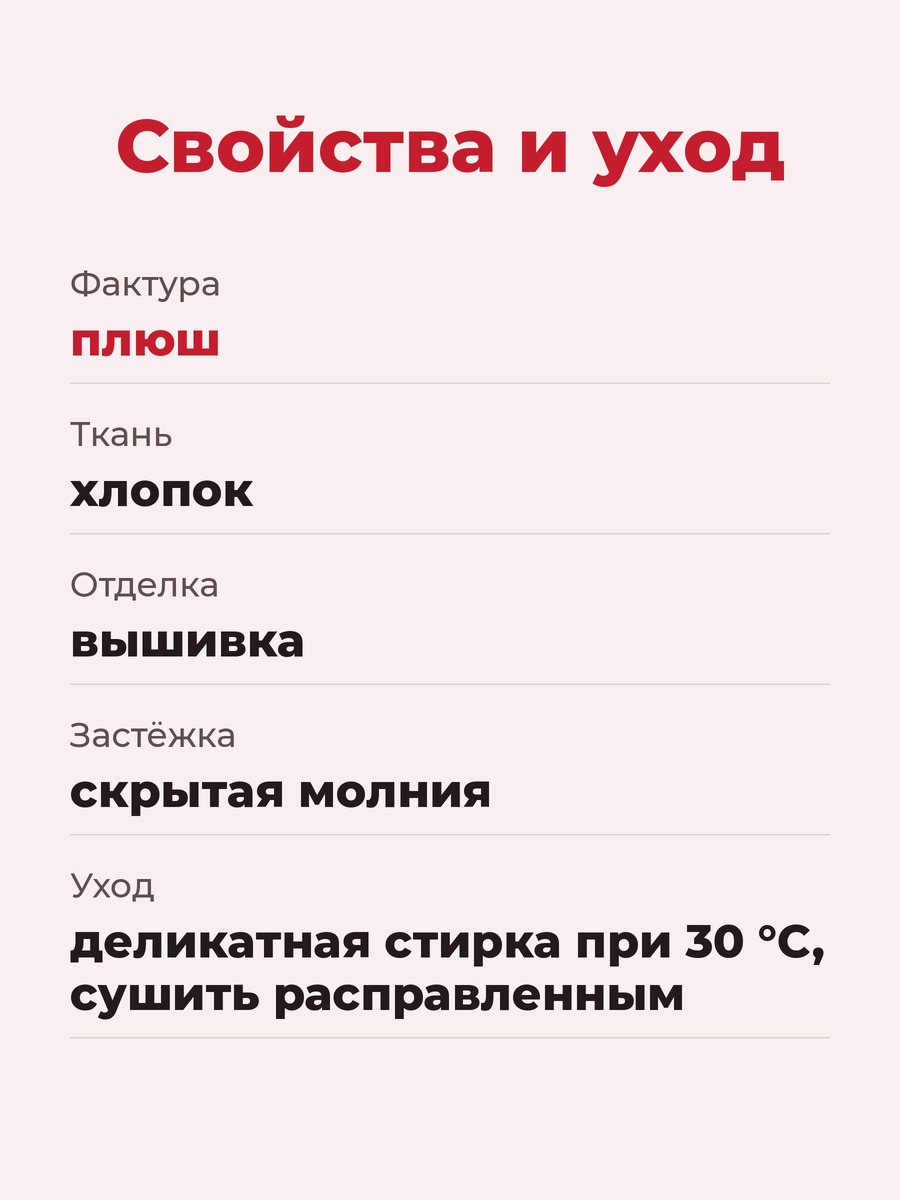 Свойства и уход
Фактура
плюш
Ткань
хлопок
Отделка
вышивка
Застёжка
скрытая молния
Уход
деликатная стирка при 30 °C,
сушить расправленным